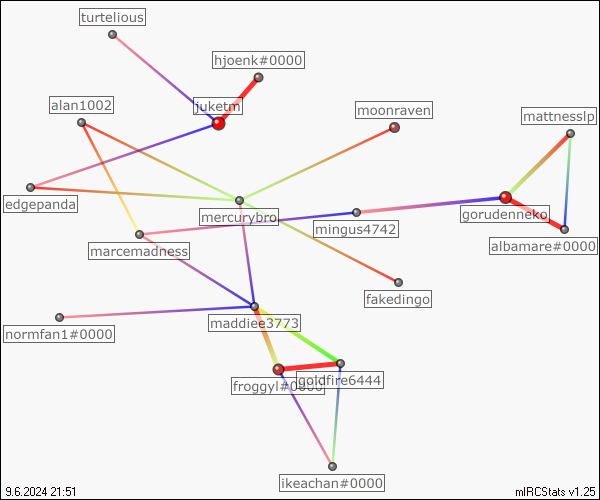 turtelious
hjoenk#0000
alan1002
juketm
moonraven
mattnesslp
edgepanda
mercurybro
gorudenneko
mingus4742
marcemadness
albamare#0000
fakedingo
maddiee3773
normfan1#0000
goldfire6444
froggyl#0000
ikeachan#0000
9.6.2024 21:51
mIRCStats v1.25